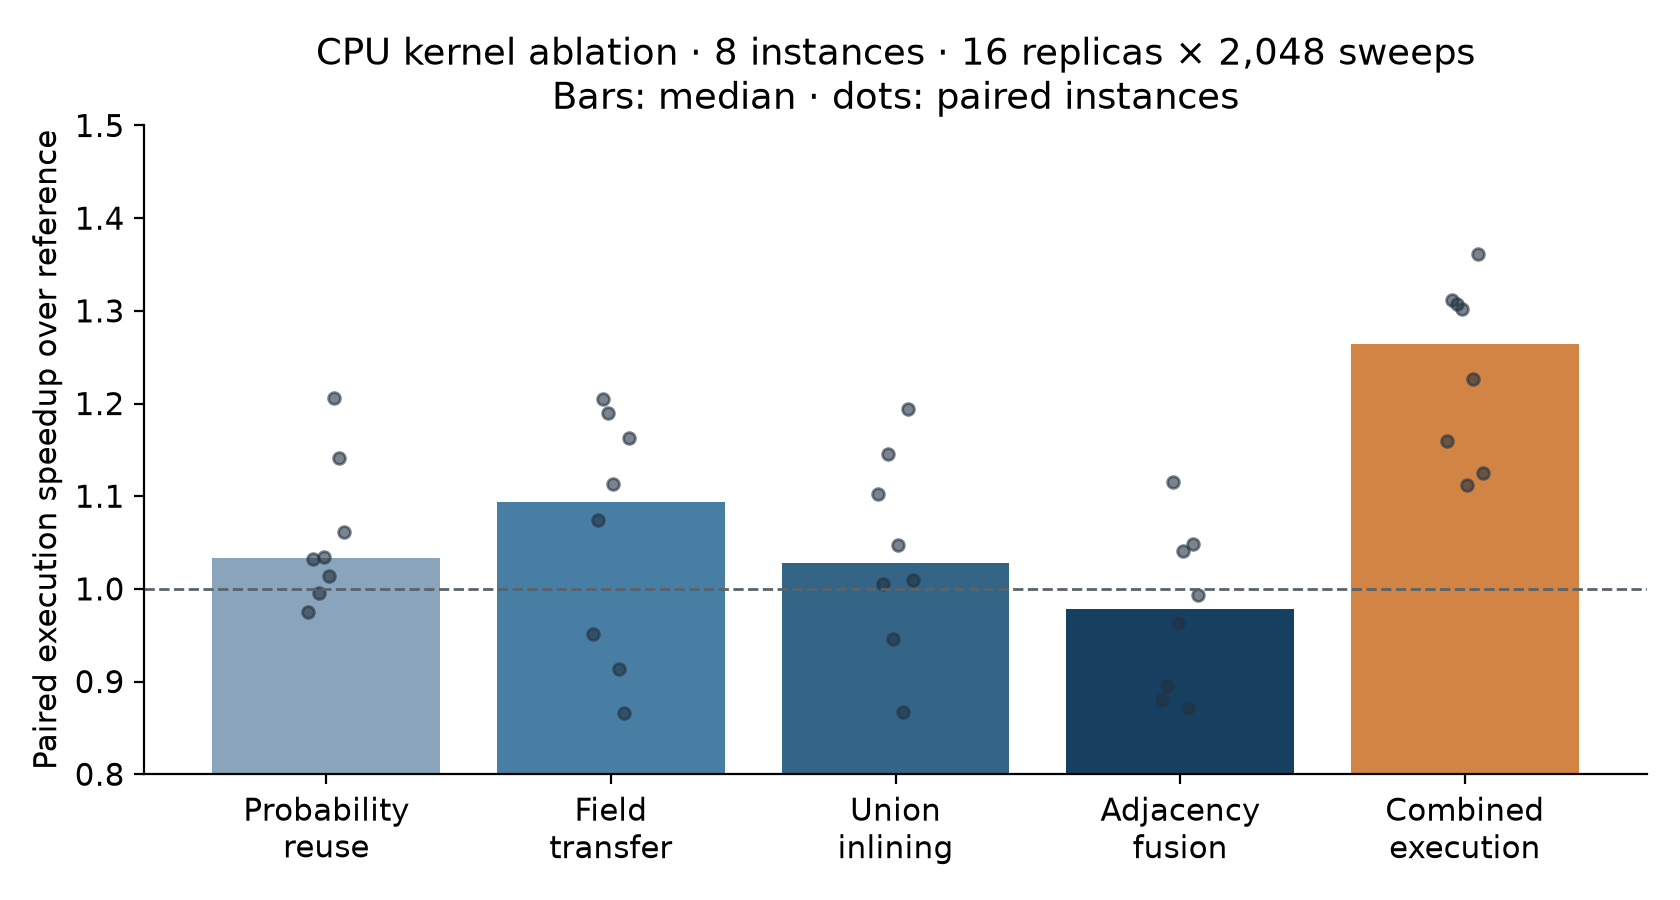 CPU kernel ablation · 8 instances · 16 replicas × 2,048 sweeps
Bars: median · dots: paired instances
Paired execution speedup over reference
1.5
1.4
1.3
1.2
1.1
1.0
0.9
0.8
Probability
reuse
Field
transfer
Union
inlining
Adjacency
fusion
Combined
execution